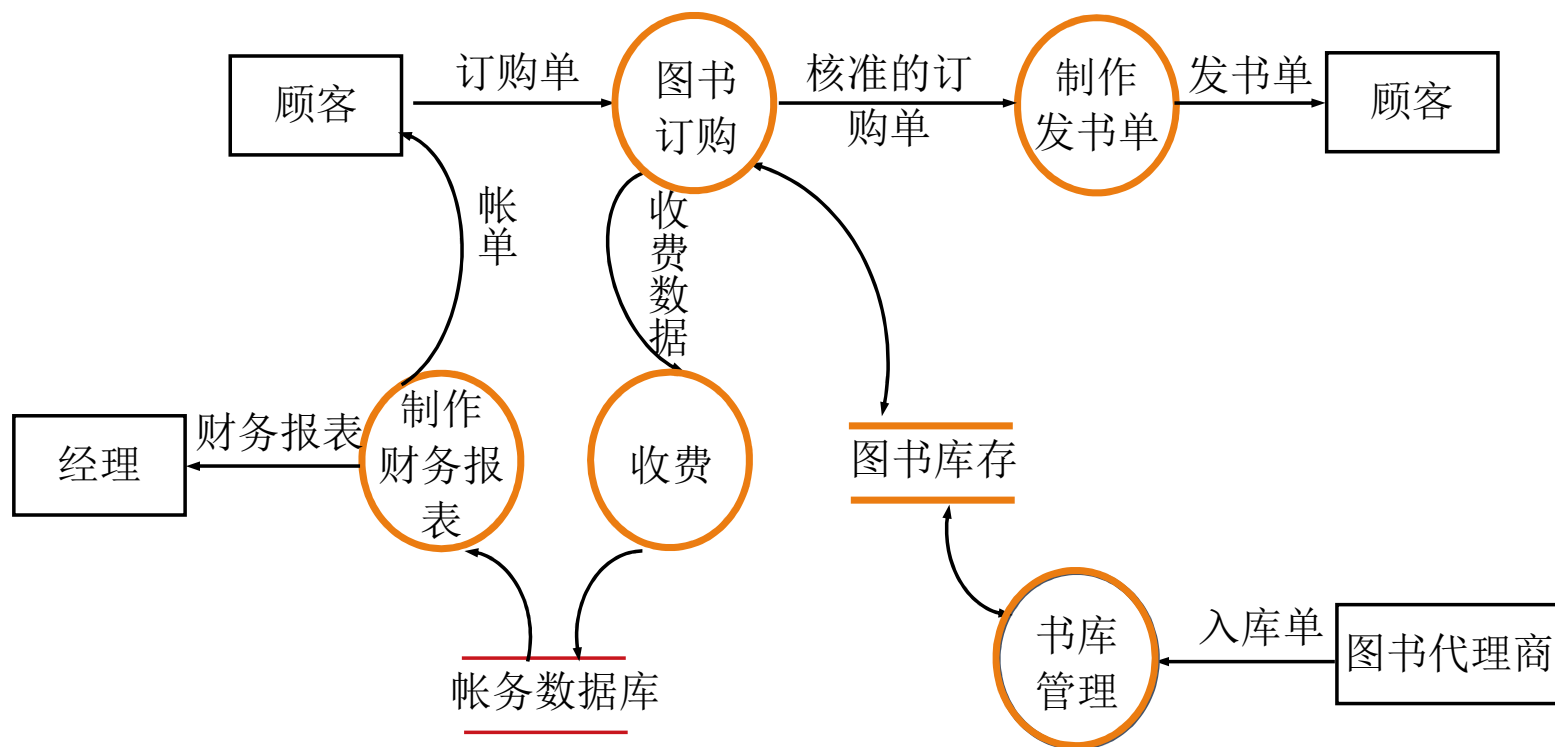 订购单
图书
订购
核准的订
购单
制作
发书单
发书单
顾客
顾客
帐单
收费数据
制作
财务报
表
财务报表
经理
收费
图书库存
帐务数据库
书库
管理
入库单
图书代理商